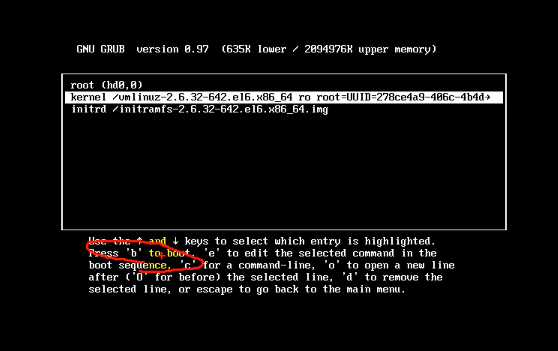 GNU GRUB  version 0.97  (635K lower / 2094976K upper memory)
root (hd0,0)
kernel /vmlinuz-2.6.32-642.el6.x86_64 ro root=UUID=278ce4a9-406c-4b4d→
initrd /initramfs-2.6.32-642.el6.x86_64.img
Use the ↑ and ↓ keys to select which entry is highlighted.
Press 'b' to boot, 'e' to edit the selected command in the
boot sequence, 'c' for a command-line, 'o' to open a new line
after ('O' for before) the selected line, 'd' to remove the
selected line, or escape to go back to the main menu.